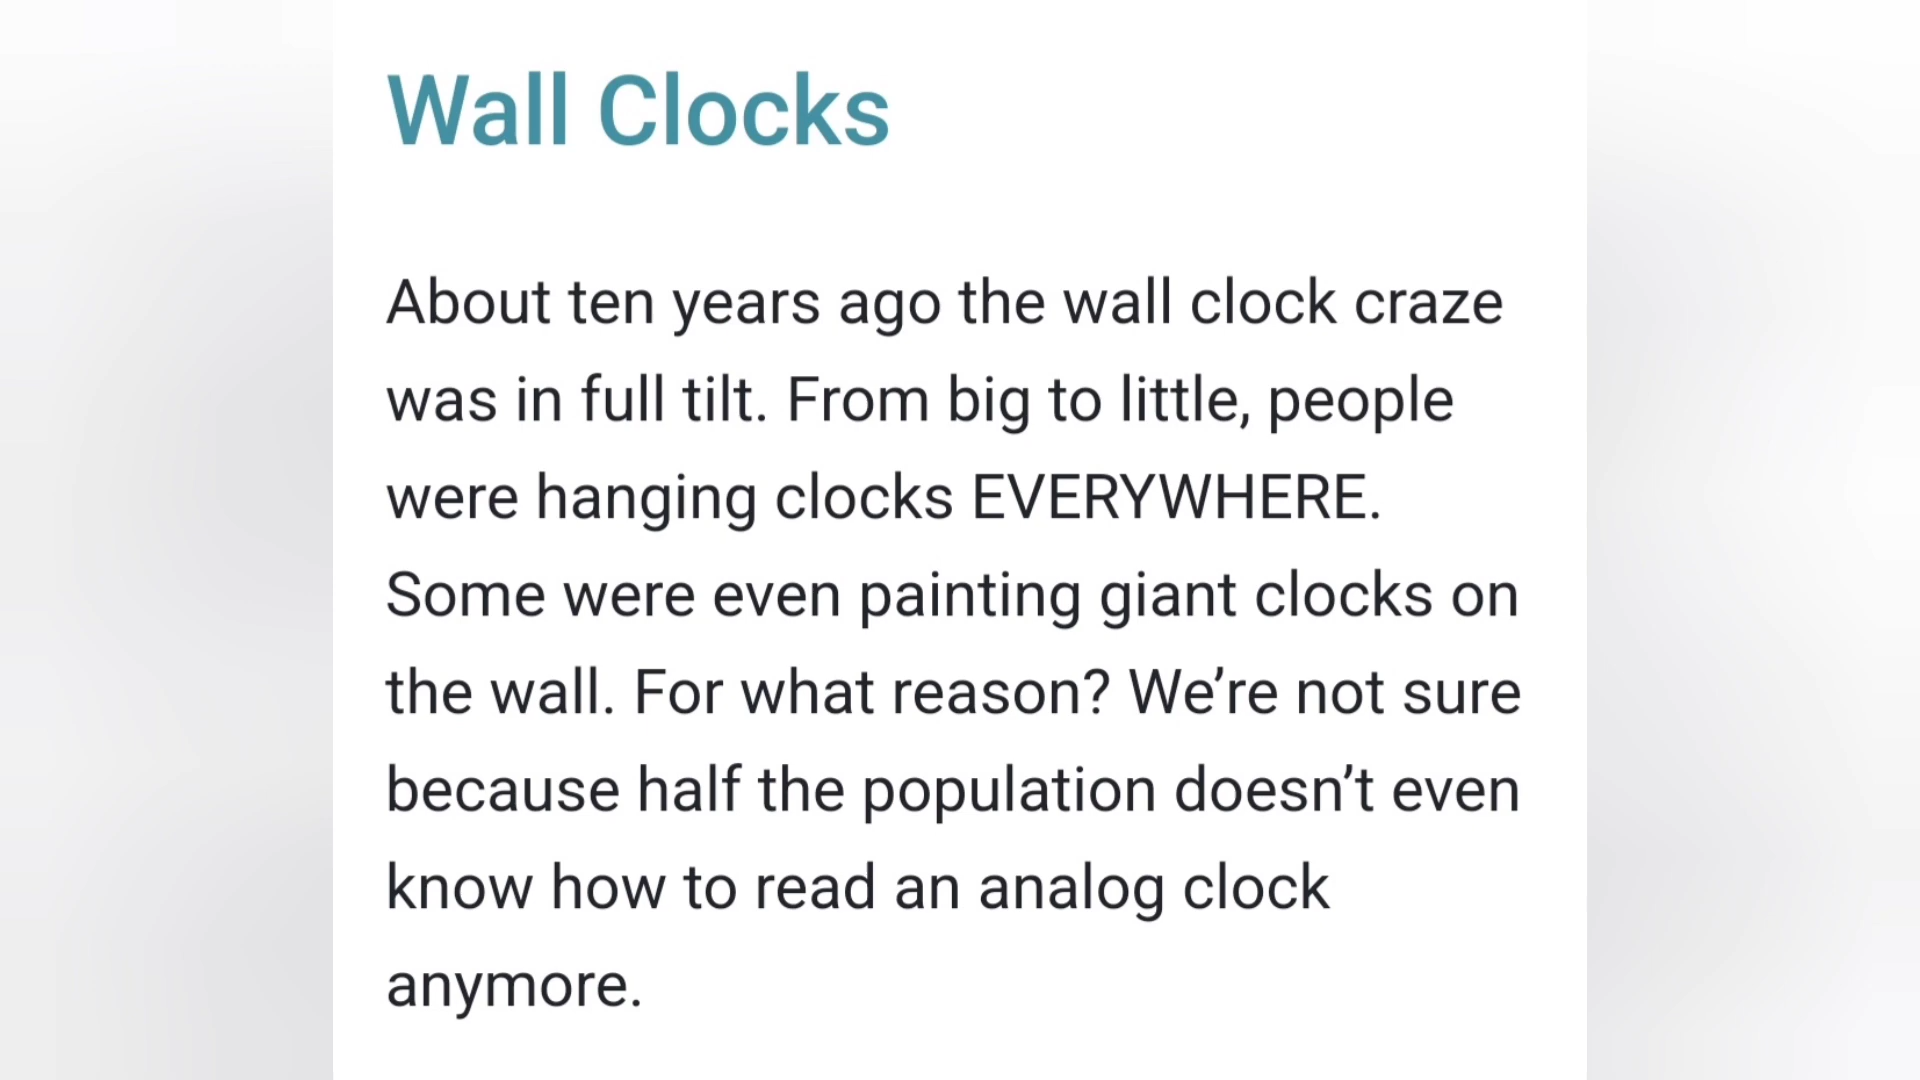 Wall Clocks
About ten years ago the wall clock craze
was in full tilt. From big to little, people
were hanging clocks EVERYWHERE.
Some were even painting giant clocks on
the wall. For what reason? We’re not sure
because half the population doesn’t even
know how to read an analog clock
anymore.